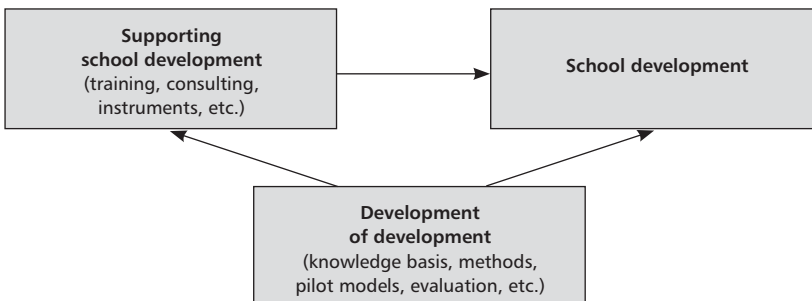 Supporting
school development
(training, consulting,
instruments, etc.)
School development
Development
of development
(knowledge basis, methods,
pilot models, evaluation, etc.)